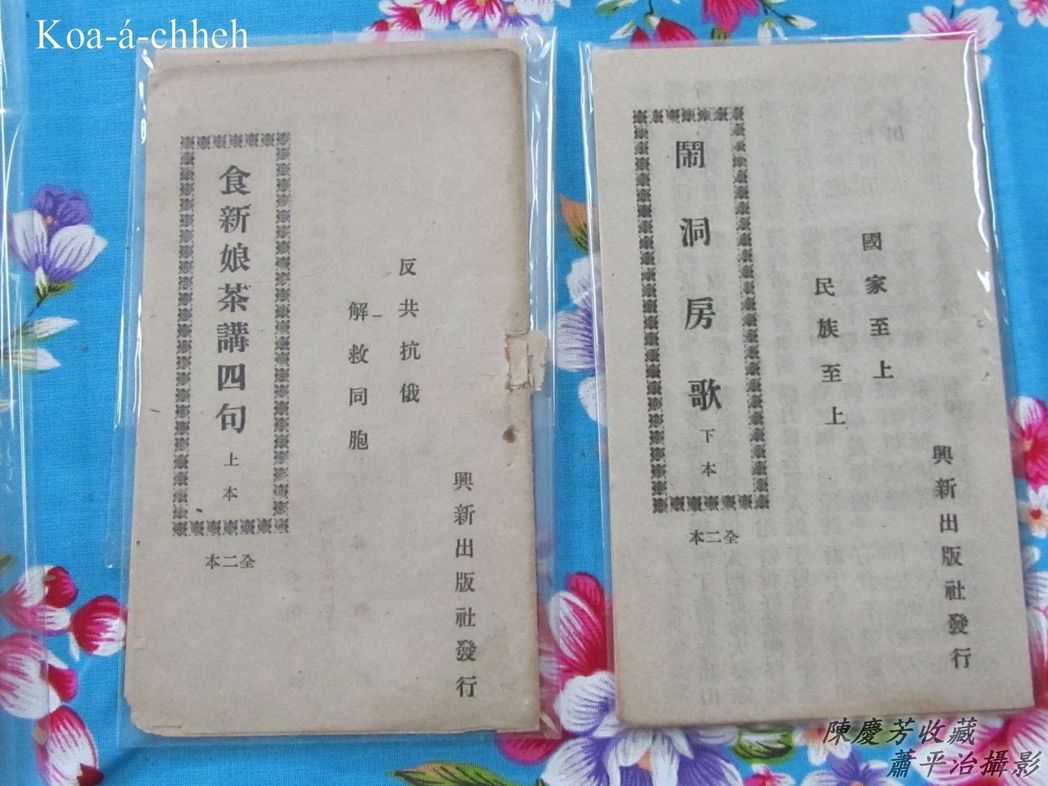 Koa-á-chheh
反共抗俄
解救同胞
食新娘茶講四句 上本
全二本
興新出版社發行
國家至上
民族至上
鬧洞房歌 下本
全二本
興新出版社發行
陳慶芳收藏
蕭平治攝影